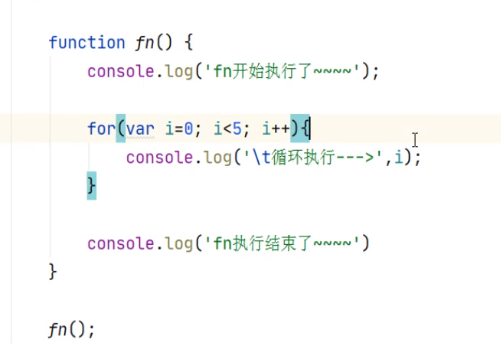 function fn() {
console.log('fn开始执行了~~~~');
for(var i=0; i<5; i++){
console.log('\t循环执行--->',i);
}
console.log('fn执行结束了~~~~')
}
fn();